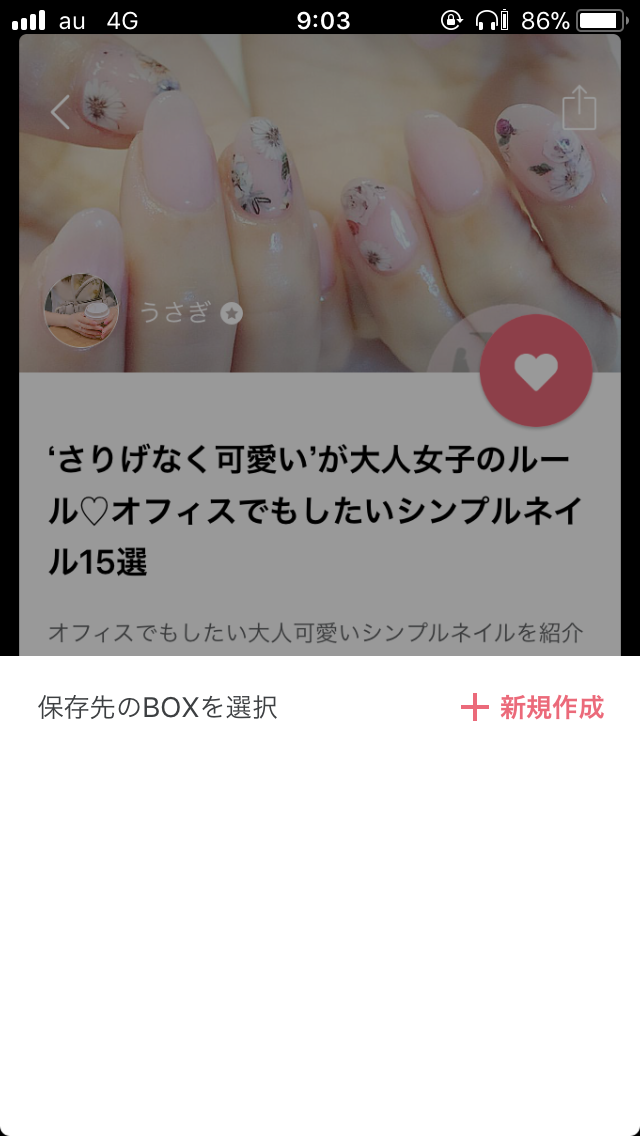 au 4G 9:03 86%
うさぎ
‘さりげなく可愛い’が大人女子のルー
ル♡オフィスでもしたいシンプルネイ
ル15選
オフィスでもしたい大人可愛いシンプルネイルを紹介
保存先のBOXを選択
新規作成